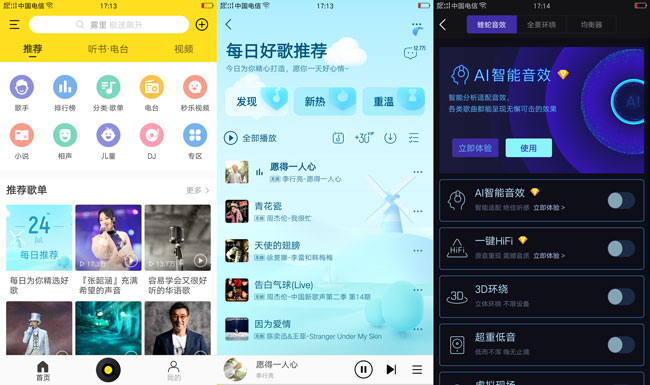 中国电信 17:13
雾里 极速飙升
推荐 听书·电台 视频
歌手 排行榜 分类·歌单 电台 秒乐视频
小说 相声 儿童 DJ 专区
推荐歌单 更多 >
24
JUL
每日推荐
17.3万
13.7万
每日为你精选好歌
『张韶涵』充满希望的声音
容易学会又很好听的华语歌
首页 我的
中国电信 17:13
每日好歌推荐
12.7万
今日为你精心打造，愿你一天好心情~
发现 新热 重温
全部播放
+30
愿得一人心
李行亮-愿得一人心
青花瓷
周杰伦-我很忙
天使的翅膀
徐誉滕-李雷和韩梅梅
告白气球(Live)
周杰伦-中国新歌声第二季 第14期
因为爱情
陈奕迅&王菲-Stranger Under My Skin
愿得一人心
李行亮
中国电信 17:14
蝰蛇音效 全景环绕 均衡器
AI智能音效
智能分析适配音效，
各类歌曲都能呈现无懈可击的效果
立即体验 使用
AI
AI智能音效
智能适配 绝佳听感 立即体验 >
HiFi
一键HiFi
原音重现 高清音质 立即体验 >
3D
3D环绕
立体环绕 不限设备
超重低音
低而不浑 嗨无止境
虚拟现场